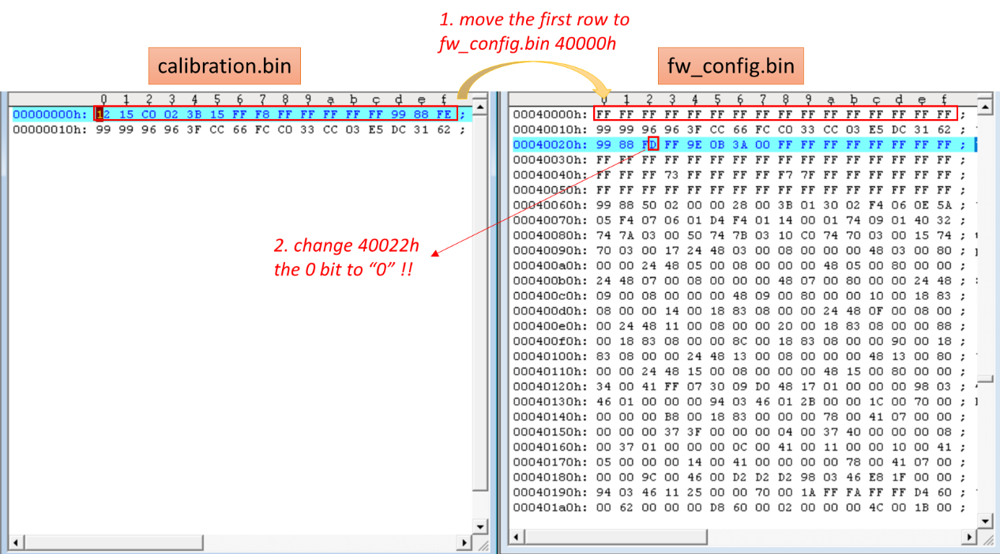 1. move the first row to
fw_config.bin 40000h
calibration.bin
fw_config.bin
0 1 2 3 4 5 6 7 8 9 a b c d e f
00000000h: 12 15 C0 02 3B 15 FF F8 FF FF FF FF FF 99 88 FE ;
00000010h: 99 99 96 96 3F CC 66 FC C0 33 CC 03 E5 DC 31 62 ;
0 1 2 3 4 5 6 7 8 9 a b c d e f
00040000h: FF FF FF FF FF FF FF FF FF FF FF FF FF FF FF FF ;
00040010h: 99 99 96 96 3F CC 66 FC C0 33 CC 03 E5 DC 31 62 ;
00040020h: 99 88 FD FF 9E 0B 3A 00 FF FF FF FF FF FF FF FF ;
00040030h: FF FF FF FF FF FF FF FF FF FF FF FF FF FF FF FF ;
00040040h: FF FF FF 73 FF FF FF FF F7 7F FF FF FF FF FF FF ;
00040050h: FF FF FF FF FF FF FF FF FF FF FF FF FF FF FF FF ;
00040060h: 99 88 50 02 00 00 28 00 3B 01 30 02 F4 06 0E 5A ;
00040070h: 05 F4 07 06 01 D4 F4 01 14 00 01 74 09 01 40 32 ;
00040080h: 74 7A 03 00 50 74 7B 03 10 C0 74 70 03 00 15 74 ;
00040090h: 70 03 00 17 24 48 03 00 08 00 00 00 48 03 00 80 ;
000400a0h: 00 00 24 48 05 00 08 00 00 00 48 05 00 80 00 00 ;
000400b0h: 24 48 07 00 08 00 00 00 48 07 00 80 00 00 24 48 ;
000400c0h: 09 00 08 00 00 00 48 09 00 80 00 00 10 00 18 83 ;
000400d0h: 08 00 00 14 00 18 83 08 00 00 24 48 0F 00 08 00 ;
000400e0h: 00 24 48 11 00 08 00 00 20 00 18 83 08 00 00 88 ;
000400f0h: 00 18 83 08 00 00 8C 00 18 83 08 00 00 90 00 18 ;
00040100h: 83 08 00 00 24 48 13 00 08 00 00 00 48 13 00 80 ;
00040110h: 00 00 24 48 15 00 08 00 00 00 48 15 00 80 00 00 ;
00040120h: 34 00 41 FF 07 30 09 D0 48 17 01 00 00 00 98 03 ;
00040130h: 46 01 00 00 00 94 03 46 01 2B 00 00 1C 00 70 00 ;
00040140h: 00 00 00 B8 00 18 83 00 00 00 78 00 41 07 00 00 ;
00040150h: 00 00 00 37 3F 00 00 00 04 00 37 40 00 00 00 08 ;
00040160h: 00 37 01 00 00 00 0C 00 41 00 11 00 00 10 00 41 ;
00040170h: 05 00 00 00 14 00 41 00 00 00 00 78 00 41 07 00 ;
00040180h: 00 00 9C 00 46 00 D2 D2 D2 98 03 46 E8 1F 00 00 ;
00040190h: 94 03 46 11 25 00 00 70 00 1A FF FA FF FF D4 60 ;
000401a0h: 00 62 00 00 00 D8 60 00 02 00 00 00 4C 00 1B 00 ;
2. change 40022h
the 0 bit to “0” !!